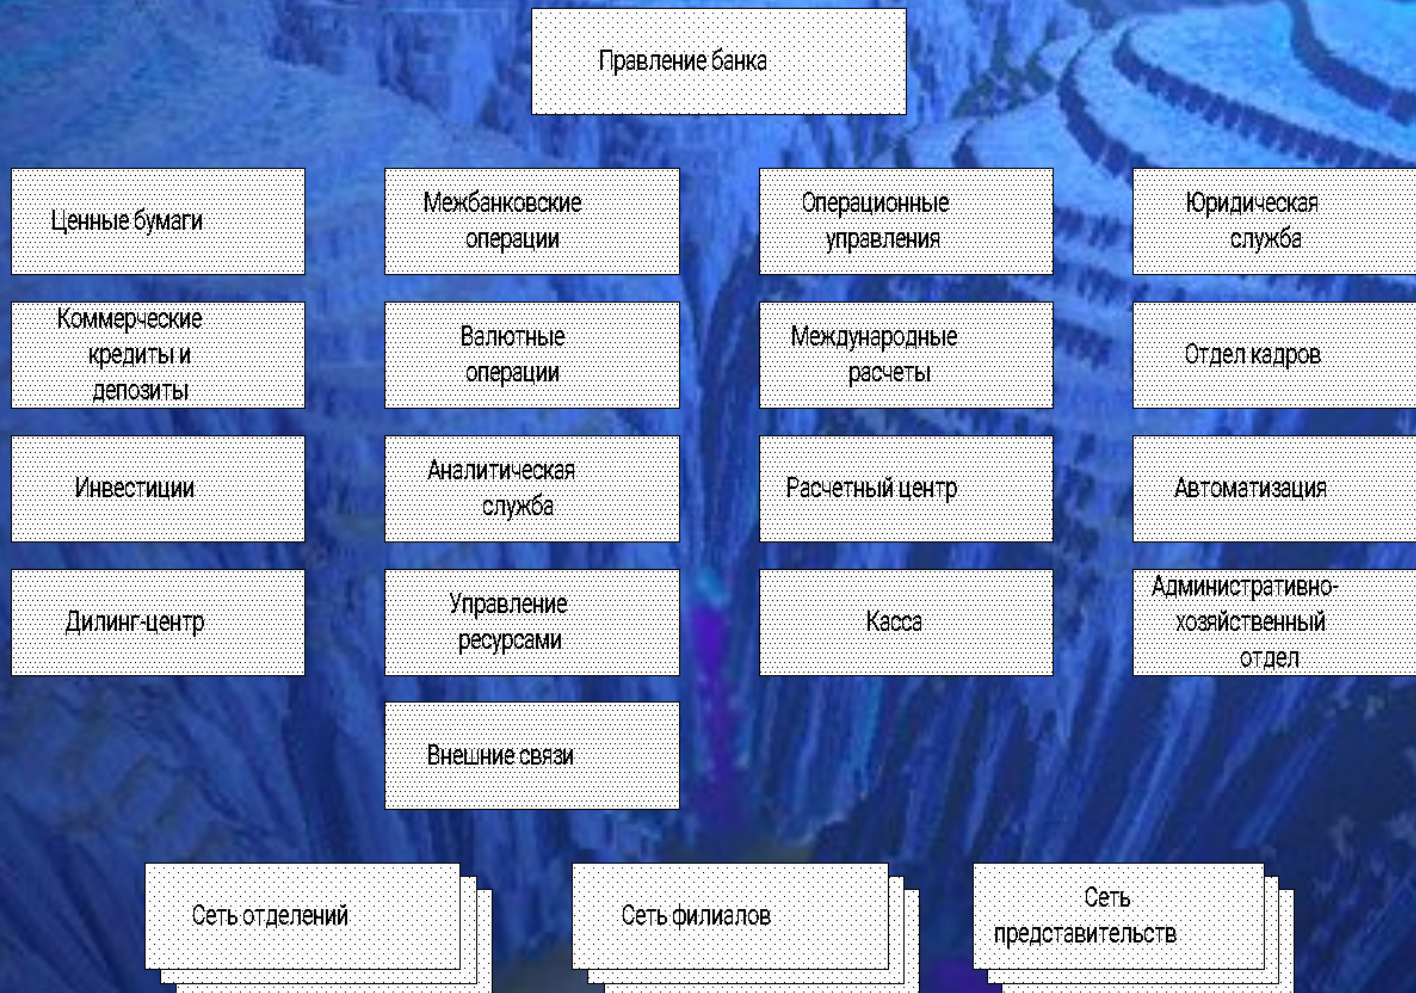 Правление банка
Ценные бумаги
Межбанковские
операции
Операционные
управления
Юридическая
служба
Коммерческие
кредиты и
депозиты
Валютные
операции
Международные
расчеты
Отдел кадров
Инвестиции
Аналитическая
служба
Расчетный центр
Автоматизация
Дилинг-центр
Управление
ресурсами
Касса
Административно-
хозяйственный
отдел
Внешние связи
Сеть отделений
Сеть филиалов
Сеть
представительств